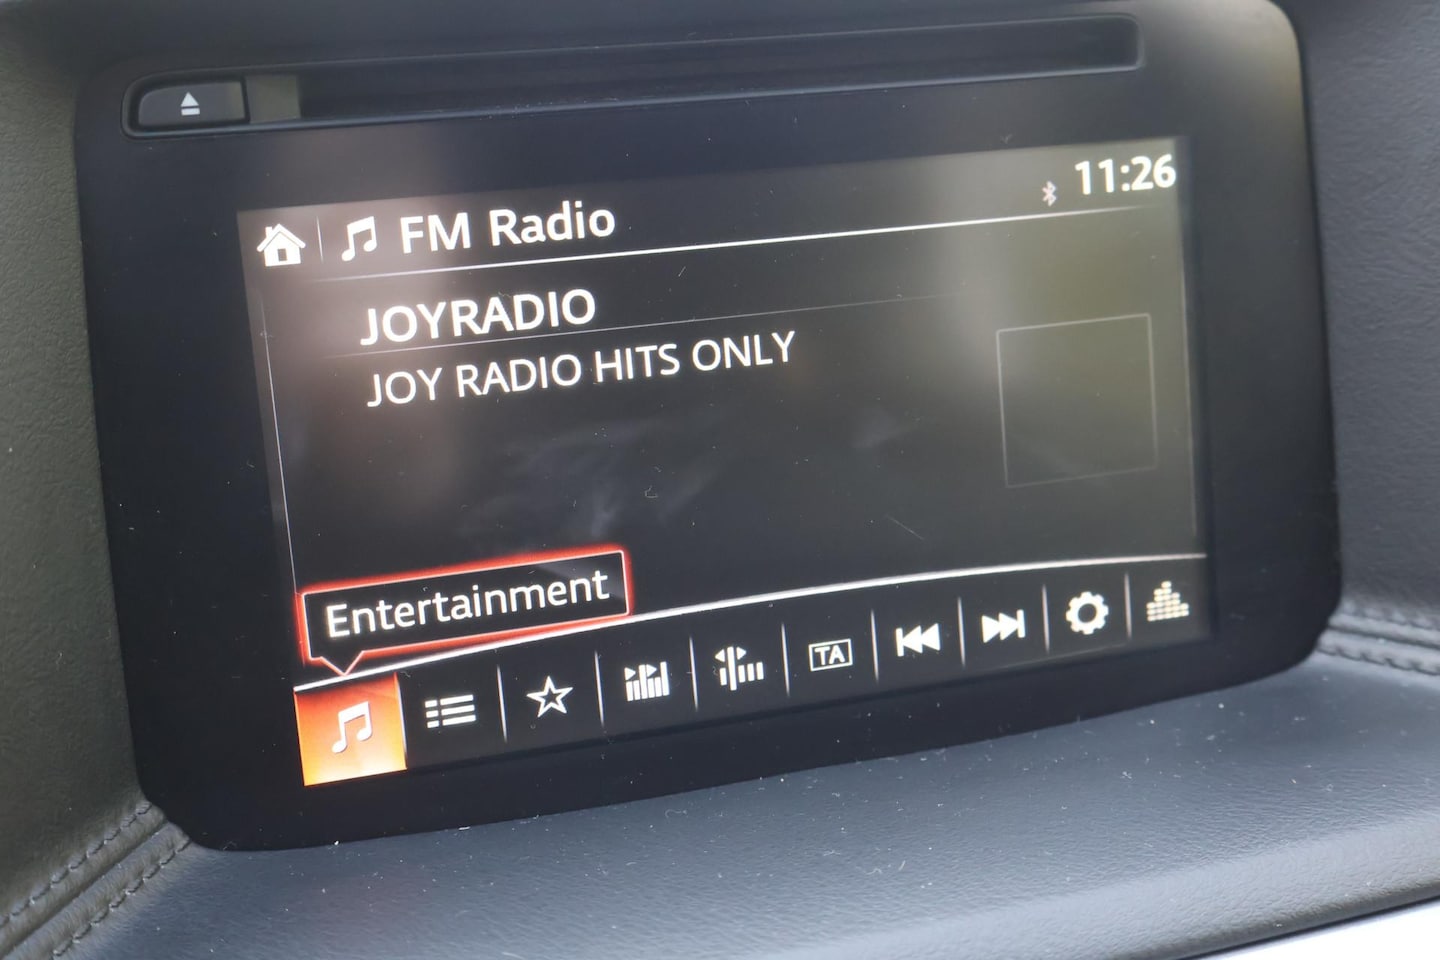 11:26
FM Radio
JOYRADIO
JOY RADIO HITS ONLY
Entertainment
TA